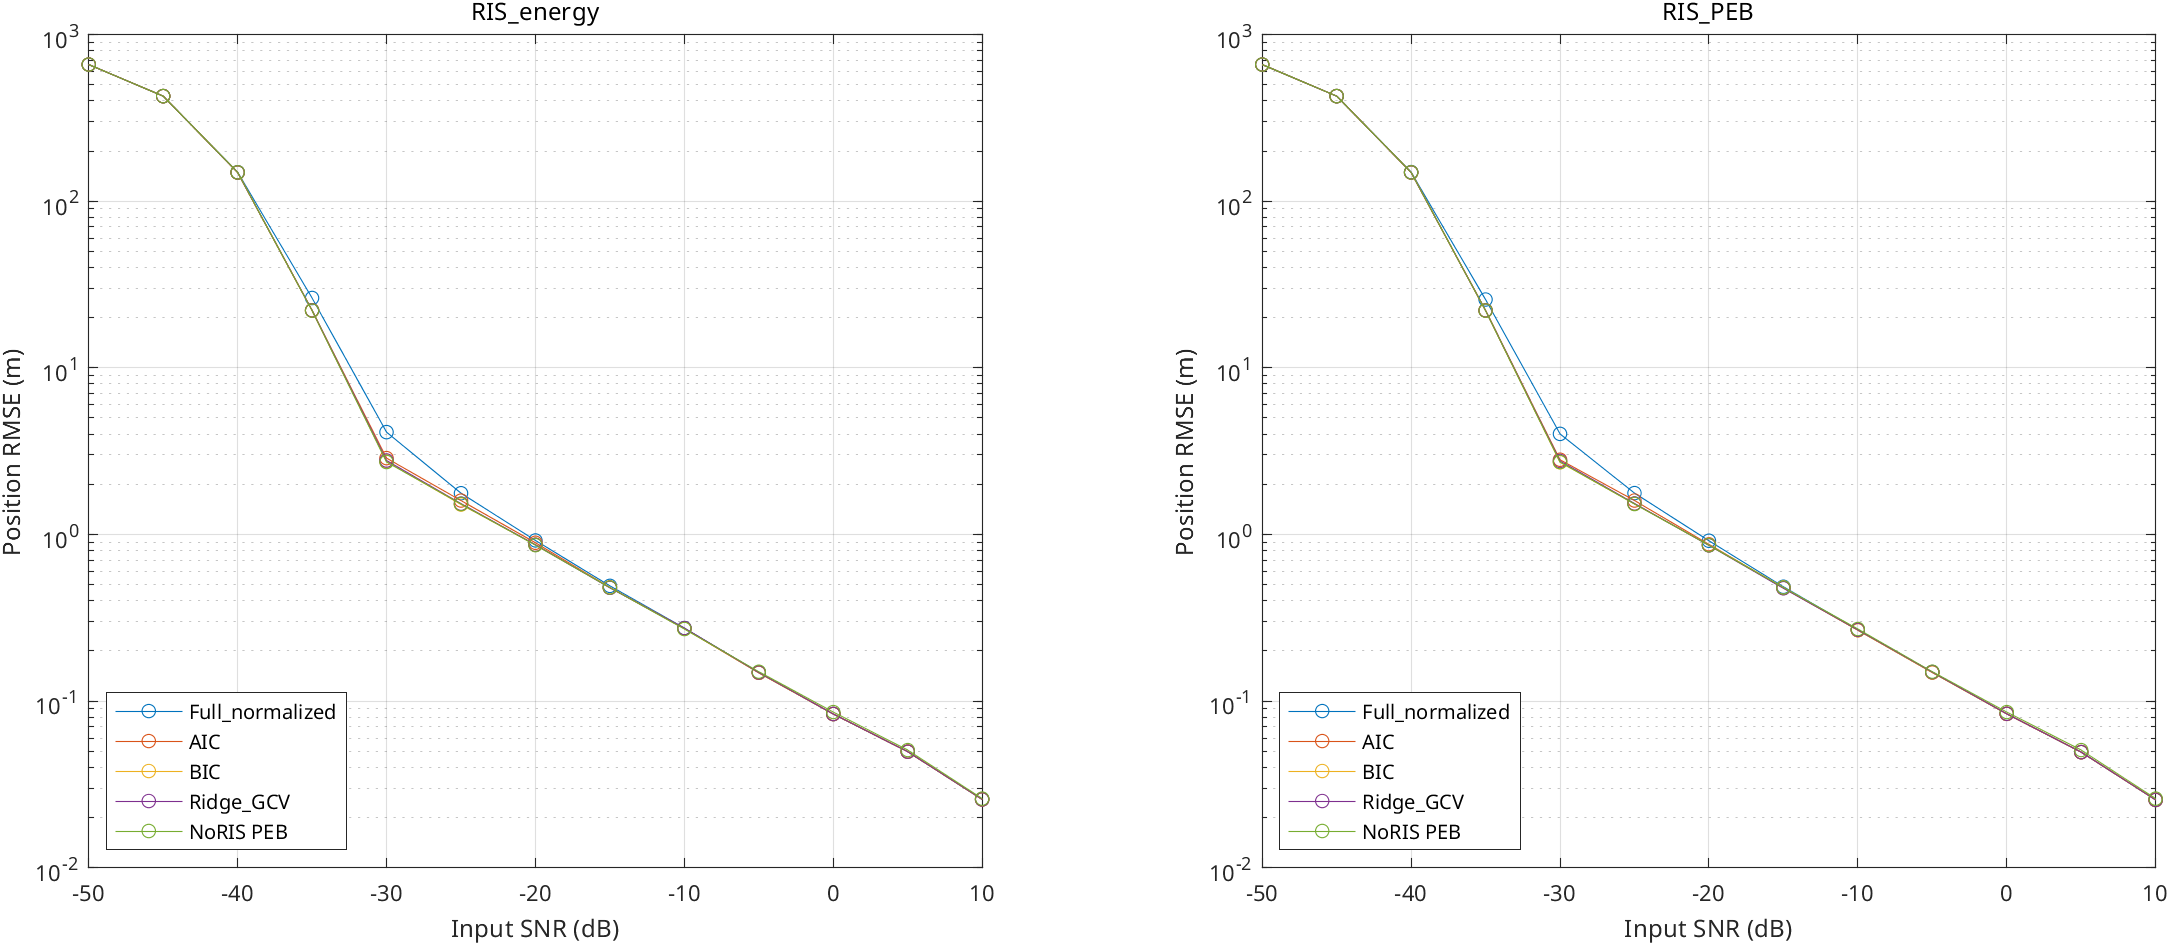 RIS_energy
10^3
10^2
10^1
10^0
10^-1
10^-2
Position RMSE (m)
Full_normalized
AIC
BIC
Ridge_GCV
NoRIS PEB
-50 -40 -30 -20 -10 0 10
Input SNR (dB)
RIS_PEB
10^3
10^2
10^1
10^0
10^-1
10^-2
Position RMSE (m)
Full_normalized
AIC
BIC
Ridge_GCV
NoRIS PEB
-50 -40 -30 -20 -10 0 10
Input SNR (dB)